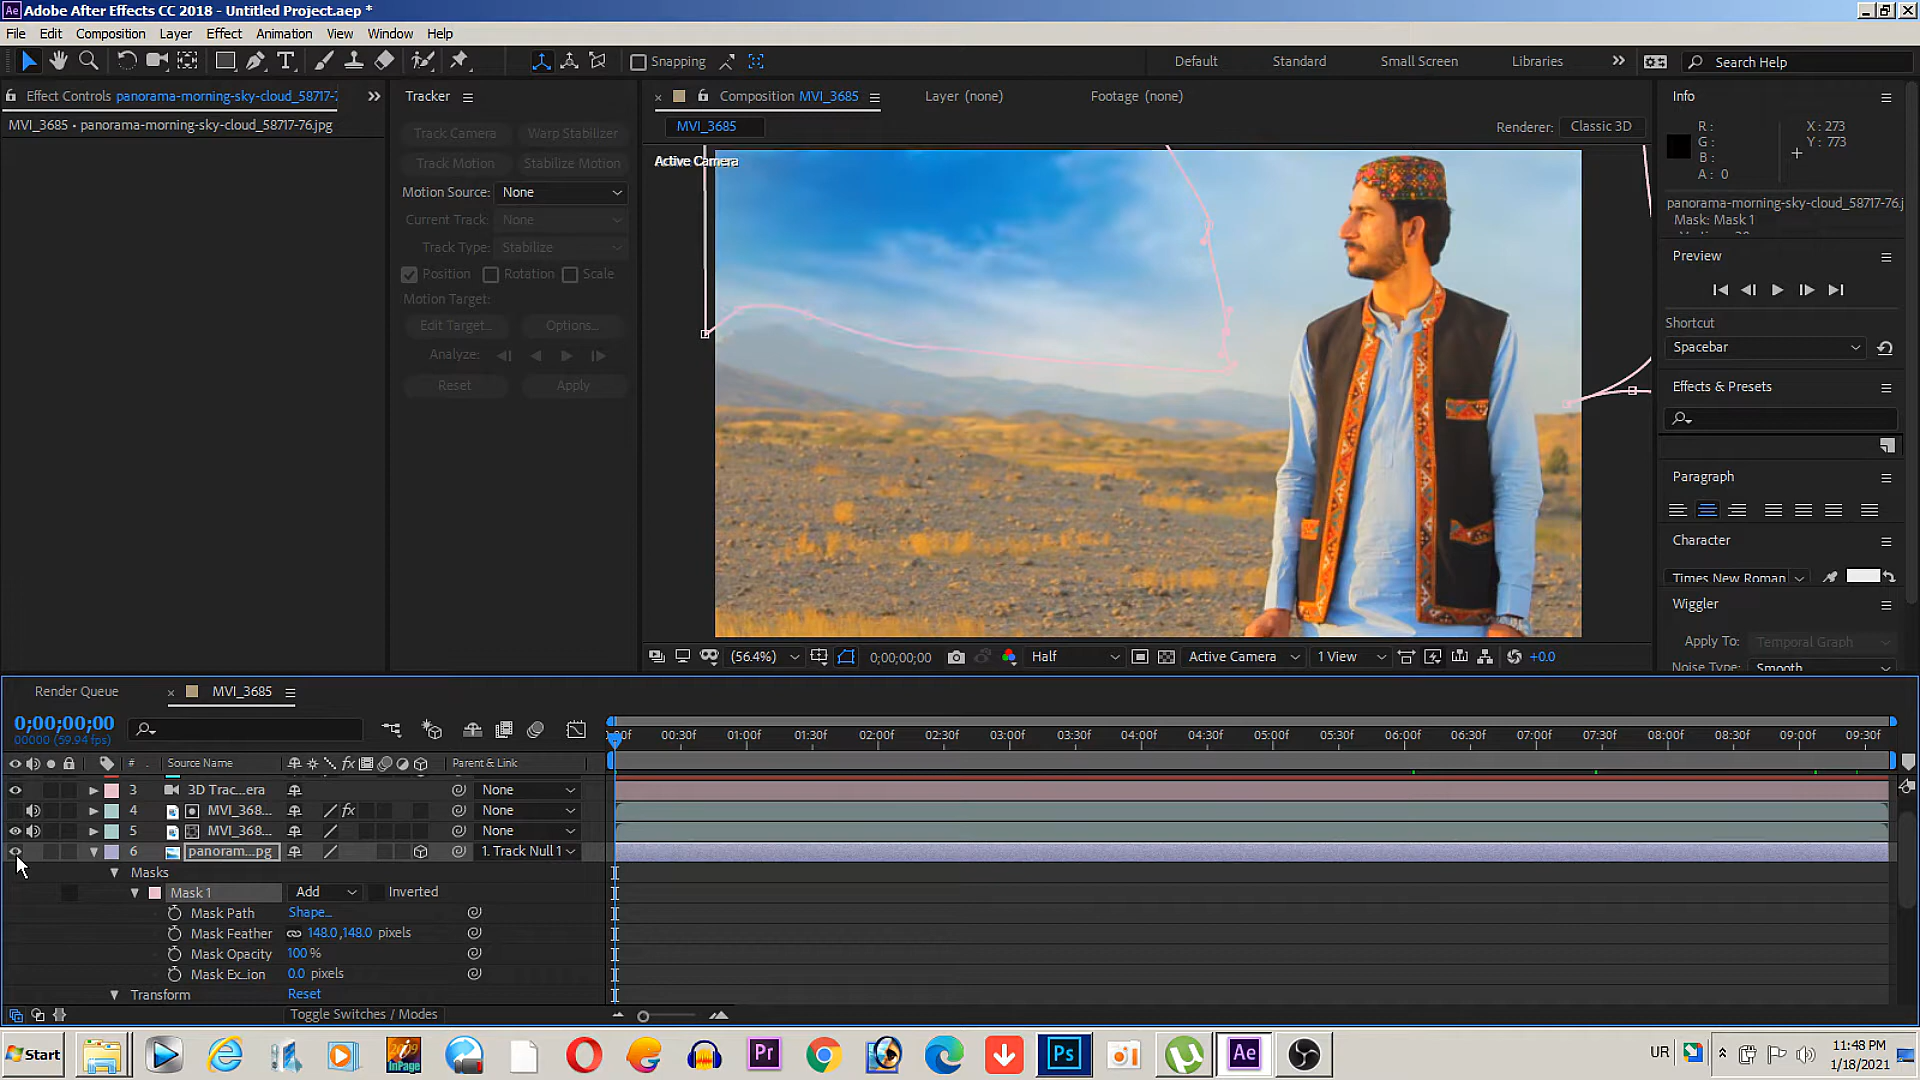 Adobe After Effects CC 2018 - Untitled Project.aep *
File Edit Composition Layer Effect Animation View Window Help
Snapping Default Standard Small Screen Libraries Search Help
Effect Controls panorama-morning-sky-cloud_58717-7
MVI_3685 • panorama-morning-sky-cloud_58717-76.jpg
Tracker
Track Camera Warp Stabilizer
Track Motion Stabilize Motion
Motion Source: None
Current Track: None
Track Type: Stabilize
Position Rotation Scale
Motion Target:
Edit Target... Options...
Analyze:
Reset Apply
Composition MVI_3685 Layer (none) Footage (none)
MVI_3685 Renderer: Classic 3D
Active Camera
(56.4%) 0;00;00;00 Half Active Camera 1 View +0.0
Info
R: X: 273
G: Y: 773
B:
A: 0
panorama-morning-sky-cloud_58717-76.j
Mask: Mask 1
Preview
Shortcut
Spacebar
Effects & Presets
Paragraph
Character
Times New Roman
Wiggler
Apply To: Temporal Graph
Noise Type: Smooth
Render Queue MVI_3685
0;00;00;00
00000 (59.94 fps)
00:30f 01:00f 01:30f 02:00f 02:30f 03:00f 03:30f 04:00f 04:30f 05:00f 05:30f 06:00f 06:30f 07:00f 07:30f 08:00f 08:30f 09:00f 09:30f
# Source Name fx Parent & Link
3 3D Trac...era None
4 MVI_368... fx None
5 MVI_368... None
6 panoram...pg 1. Track Null 1
Masks
Mask 1 Add Inverted
Mask Path Shape...
Mask Feather 148.0,148.0 pixels
Mask Opacity 100 %
Mask Ex...ion 0.0 pixels
Transform Reset
Toggle Switches / Modes
Start 2009 InPage Pr Ps Ae UR 11:48 PM
1/18/2021